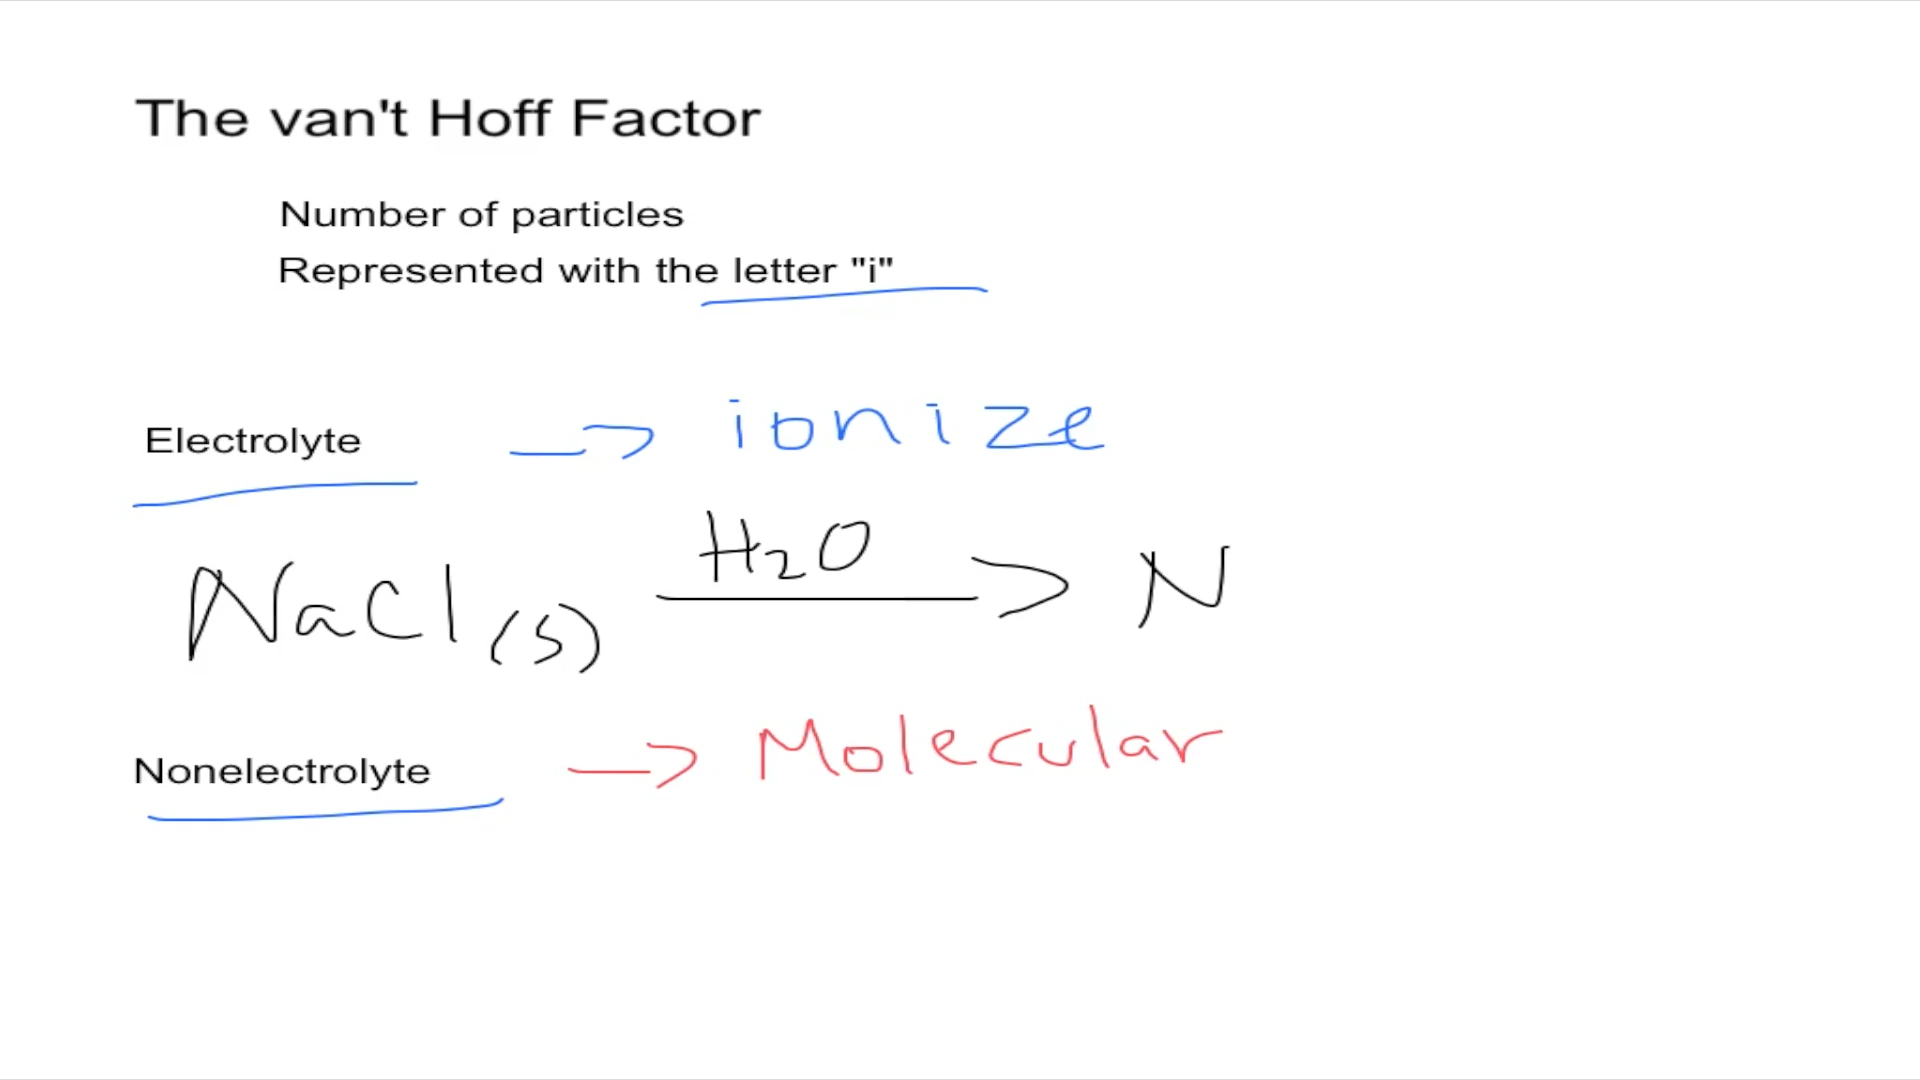 The van't Hoff Factor
Number of particles
Represented with the letter "i"
Electrolyte → ionize
NaCl(s) H2O → N
Nonelectrolyte → Molecular